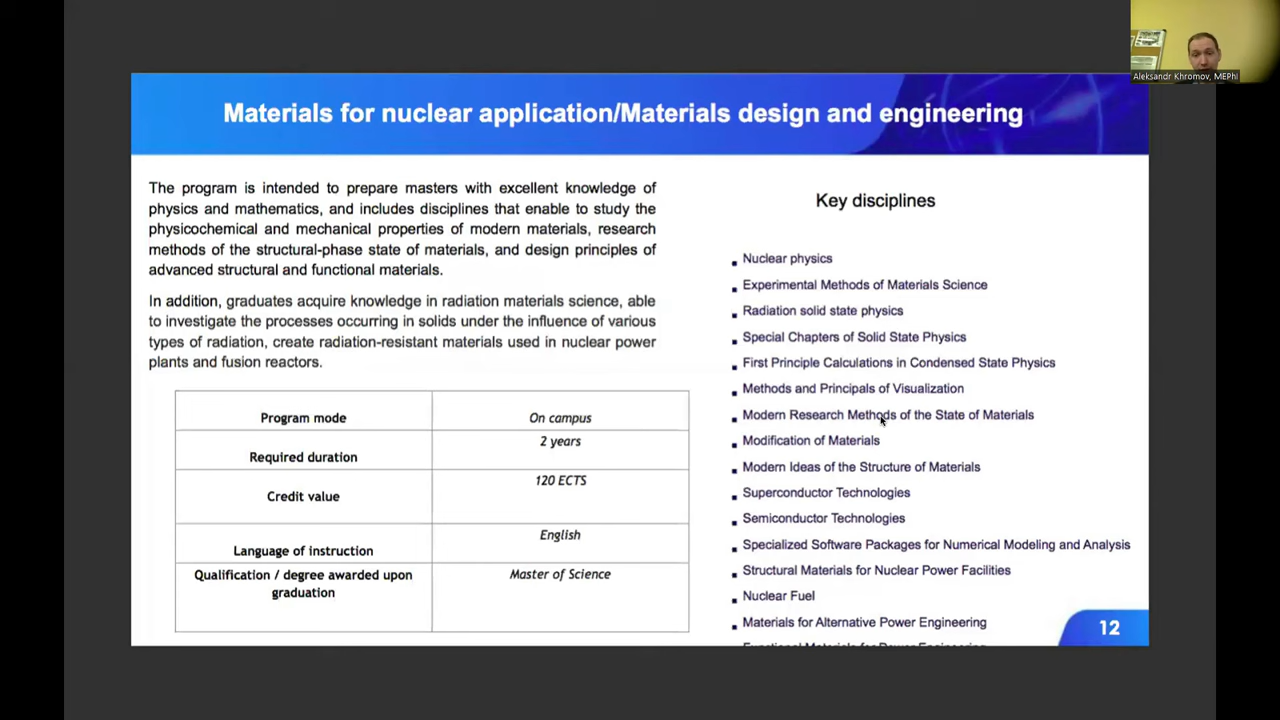 Aleksandr Khromov, MEPhI
Materials for nuclear application/Materials design and engineering
The program is intended to prepare masters with excellent knowledge of
physics and mathematics, and includes disciplines that enable to study the
physicochemical and mechanical properties of modern materials, research
methods of the structural-phase state of materials, and design principles of
advanced structural and functional materials.
In addition, graduates acquire knowledge in radiation materials science, able
to investigate the processes occurring in solids under the influence of various
types of radiation, create radiation-resistant materials used in nuclear power
plants and fusion reactors.
Program mode On campus
Required duration 2 years
Credit value 120 ECTS
Language of instruction English
Qualification / degree awarded upon Master of Science
graduation
Key disciplines
Nuclear physics
Experimental Methods of Materials Science
Radiation solid state physics
Special Chapters of Solid State Physics
First Principle Calculations in Condensed State Physics
Methods and Principals of Visualization
Modern Research Methods of the State of Materials
Modification of Materials
Modern Ideas of the Structure of Materials
Superconductor Technologies
Semiconductor Technologies
Specialized Software Packages for Numerical Modeling and Analysis
Structural Materials for Nuclear Power Facilities
Nuclear Fuel
Materials for Alternative Power Engineering
Functional Materials for Power Engineering
12